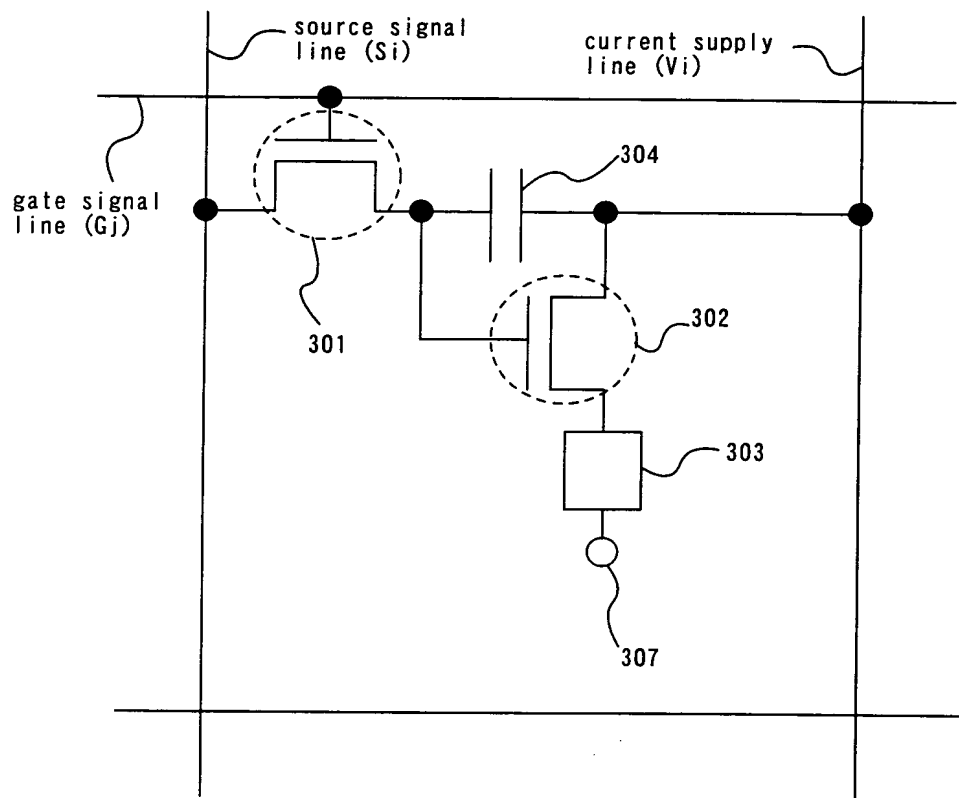 source signal
line (Si)
current supply
line (Vi)
304
gate signal
line (Gj)
301
302
303
307